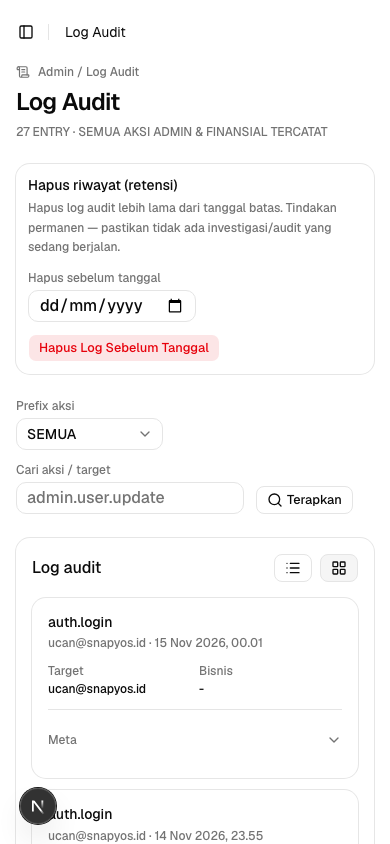 Log Audit
Admin / Log Audit
Log Audit
27 ENTRY · SEMUA AKSI ADMIN & FINANSIAL TERCATAT
Hapus riwayat (retensi)
Hapus log audit lebih lama dari tanggal batas. Tindakan
permanen — pastikan tidak ada investigasi/audit yang
sedang berjalan.
Hapus sebelum tanggal
dd/mm/yyyy
Hapus Log Sebelum Tanggal
Prefix aksi
SEMUA
Cari aksi / target
admin.user.update
Terapkan
Log audit
auth.login
ucan@snapyos.id · 15 Nov 2026, 00.01
Target
Bisnis
ucan@snapyos.id
-
Meta
N
auth.login
ucan@snapyos.id · 14 Nov 2026, 23.55